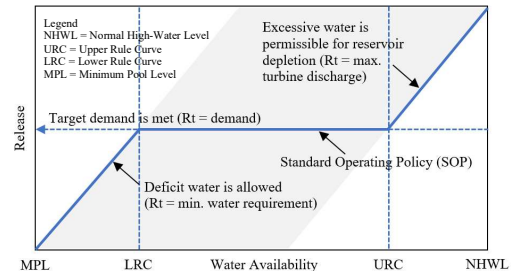 Legend
NHWL = Normal High-Water Level
URC = Upper Rule Curve
LRC = Lower Rule Curve
MPL = Minimum Pool Level
Excessive water is
permissible for reservoir
depletion (Rt = max.
turbine discharge)
Target demand is met (Rt = demand)
Standard Operating Policy (SOP)
Deficit water is allowed
(Rt = min. water requirement)
Release
MPL LRC Water Availability URC NHWL